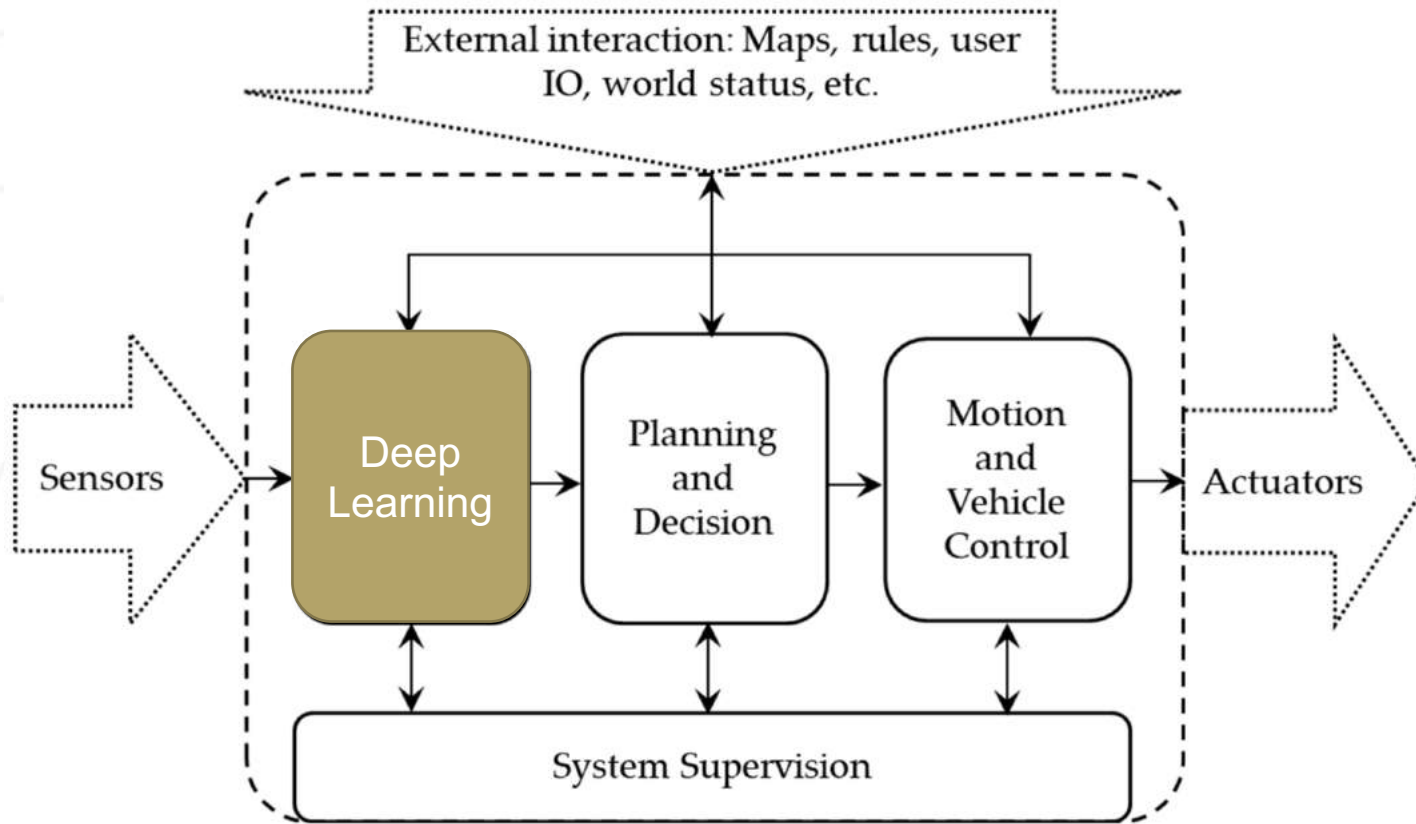 External interaction: Maps, rules, user
IO, world status, etc.
Sensors
Deep
Learning
Planning
and
Decision
Motion
and
Vehicle
Control
Actuators
System Supervision